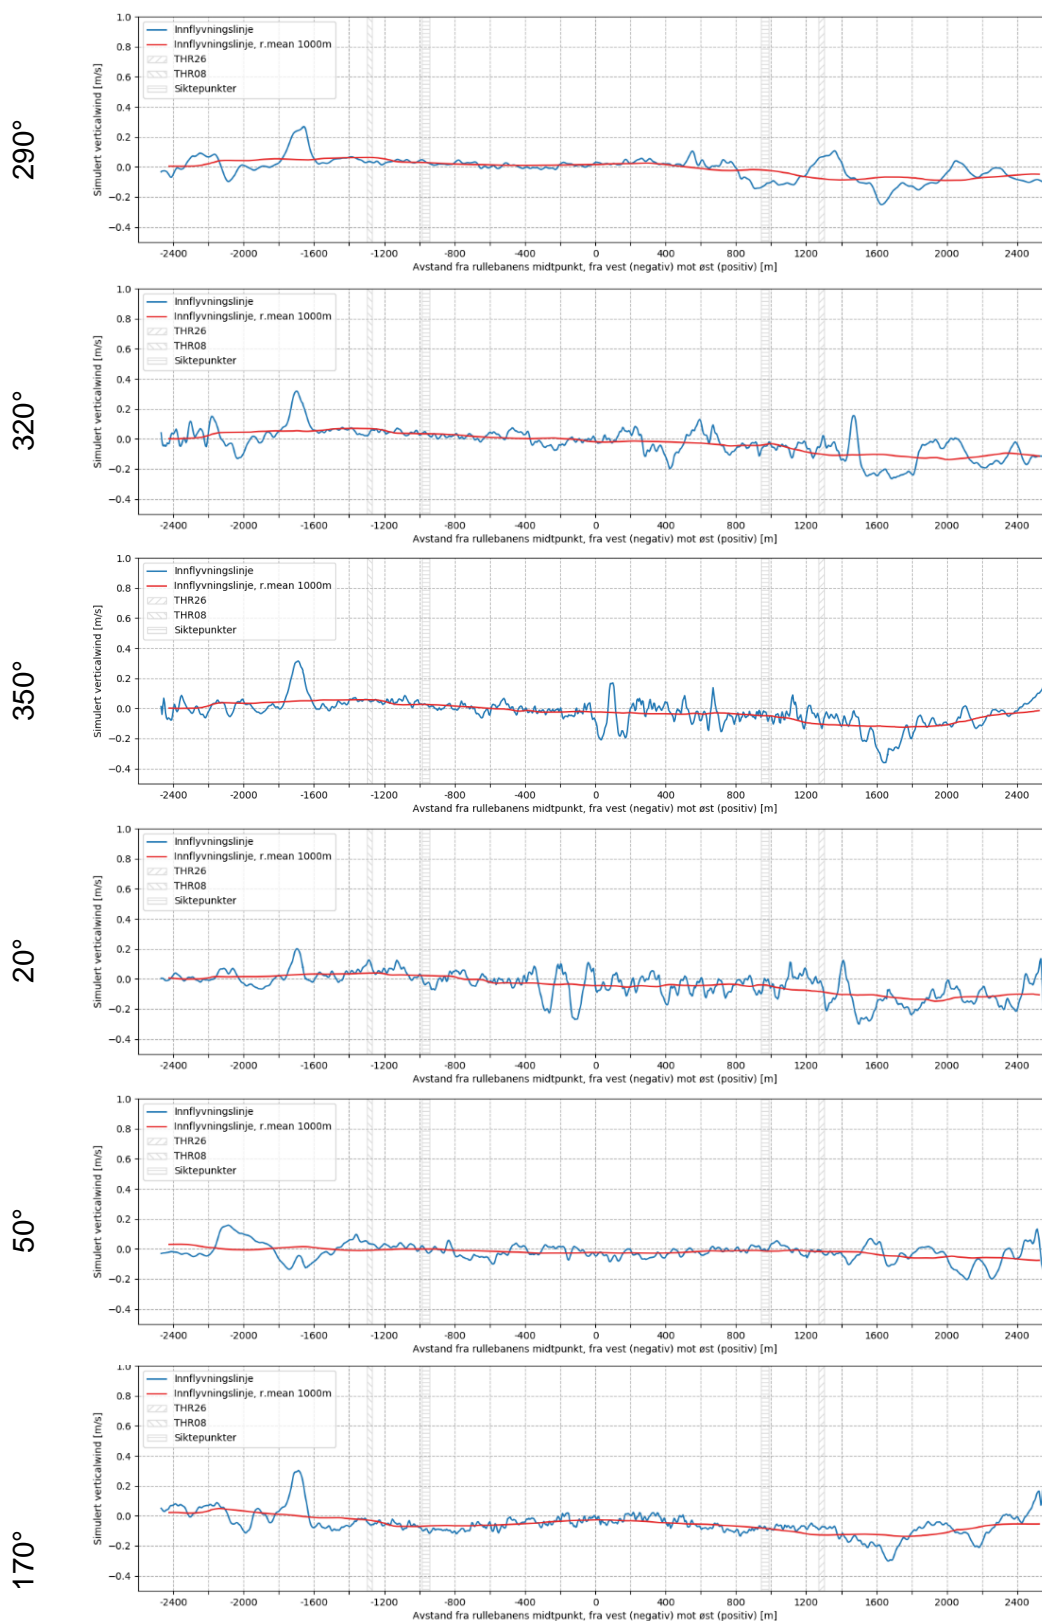 290°
Simulert verticalwind [m/s]
1.0
0.8
0.6
0.4
0.2
0.0
−0.2
−0.4
Innflyvningslinje
Innflyvningslinje, r.mean 1000m
THR26
THR08
Siktepunkter
-2400 -2000 -1600 -1200 -800 -400 0 400 800 1200 1600 2000 2400
Avstand fra rullebanens midtpunkt, fra vest (negativ) mot øst (positiv) [m]
320°
Simulert verticalwind [m/s]
1.0
0.8
0.6
0.4
0.2
0.0
−0.2
−0.4
Innflyvningslinje
Innflyvningslinje, r.mean 1000m
THR26
THR08
Siktepunkter
-2400 -2000 -1600 -1200 -800 -400 0 400 800 1200 1600 2000 2400
Avstand fra rullebanens midtpunkt, fra vest (negativ) mot øst (positiv) [m]
350°
Simulert verticalwind [m/s]
1.0
0.8
0.6
0.4
0.2
0.0
−0.2
−0.4
Innflyvningslinje
Innflyvningslinje, r.mean 1000m
THR26
THR08
Siktepunkter
-2400 -2000 -1600 -1200 -800 -400 0 400 800 1200 1600 2000 2400
Avstand fra rullebanens midtpunkt, fra vest (negativ) mot øst (positiv) [m]
20°
Simulert verticalwind [m/s]
1.0
0.8
0.6
0.4
0.2
0.0
−0.2
−0.4
Innflyvningslinje
Innflyvningslinje, r.mean 1000m
THR26
THR08
Siktepunkter
-2400 -2000 -1600 -1200 -800 -400 0 400 800 1200 1600 2000 2400
Avstand fra rullebanens midtpunkt, fra vest (negativ) mot øst (positiv) [m]
50°
Simulert verticalwind [m/s]
1.0
0.8
0.6
0.4
0.2
0.0
−0.2
−0.4
Innflyvningslinje
Innflyvningslinje, r.mean 1000m
THR26
THR08
Siktepunkter
-2400 -2000 -1600 -1200 -800 -400 0 400 800 1200 1600 2000 2400
Avstand fra rullebanens midtpunkt, fra vest (negativ) mot øst (positiv) [m]
170°
Simulert verticalwind [m/s]
1.0
0.8
0.6
0.4
0.2
0.0
−0.2
−0.4
Innflyvningslinje
Innflyvningslinje, r.mean 1000m
THR26
THR08
Siktepunkter
-2400 -2000 -1600 -1200 -800 -400 0 400 800 1200 1600 2000 2400
Avstand fra rullebanens midtpunkt, fra vest (negativ) mot øst (positiv) [m]